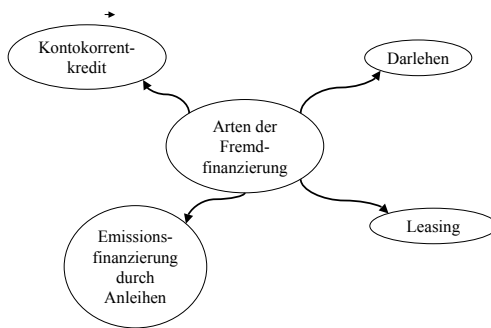 Kontokorrent-
kredit
Darlehen
Arten der
Fremd-
finanzierung
Emissions-
finanzierung
durch
Anleihen
Leasing